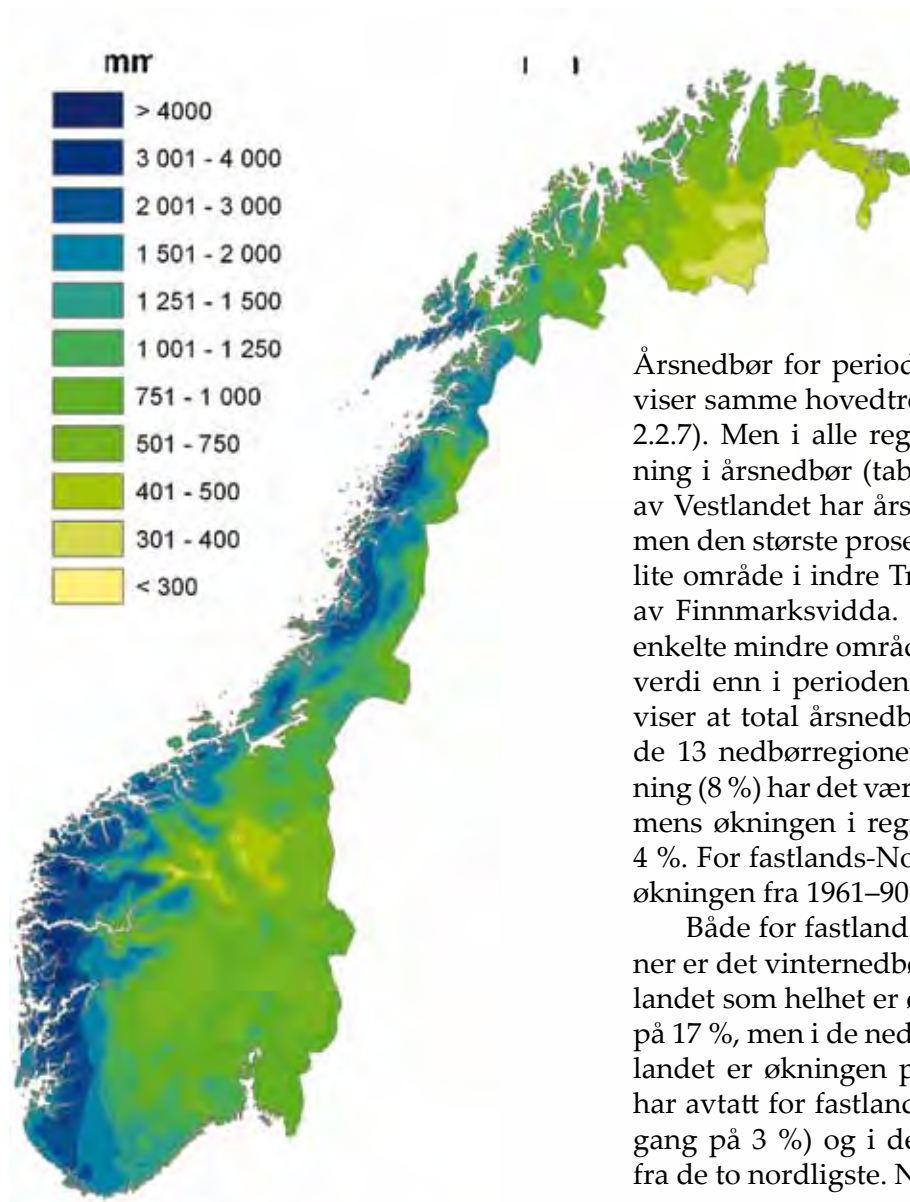 mm
> 4000
3 001 - 4 000
2 001 - 3 000
1 501 - 2 000
1 251 - 1 500
1 001 - 1 250
751 - 1 000
501 - 750
401 - 500
301 - 400
< 300
Årsnedbør for period
viser samme hovedtre
2.2.7). Men i alle reg
ning i årsnedbør (tab
av Vestlandet har års
men den største prose
lite område i indre Tr
av Finnmarksvidda.
enkelte mindre områd
verdi enn i perioden
viser at total årsnedb
de 13 nedbørregione
ning (8 %) har det vær
mens økningen i reg
4 %. For fastlands-No
økningen fra 1961–90
Både for fastland
ner er det vinternedbø
landet som helhet er ø
på 17 %, men i de ned
landet er økningen p
har avtatt for fastland
gang på 3 %) og i de
fra de to nordligste. N